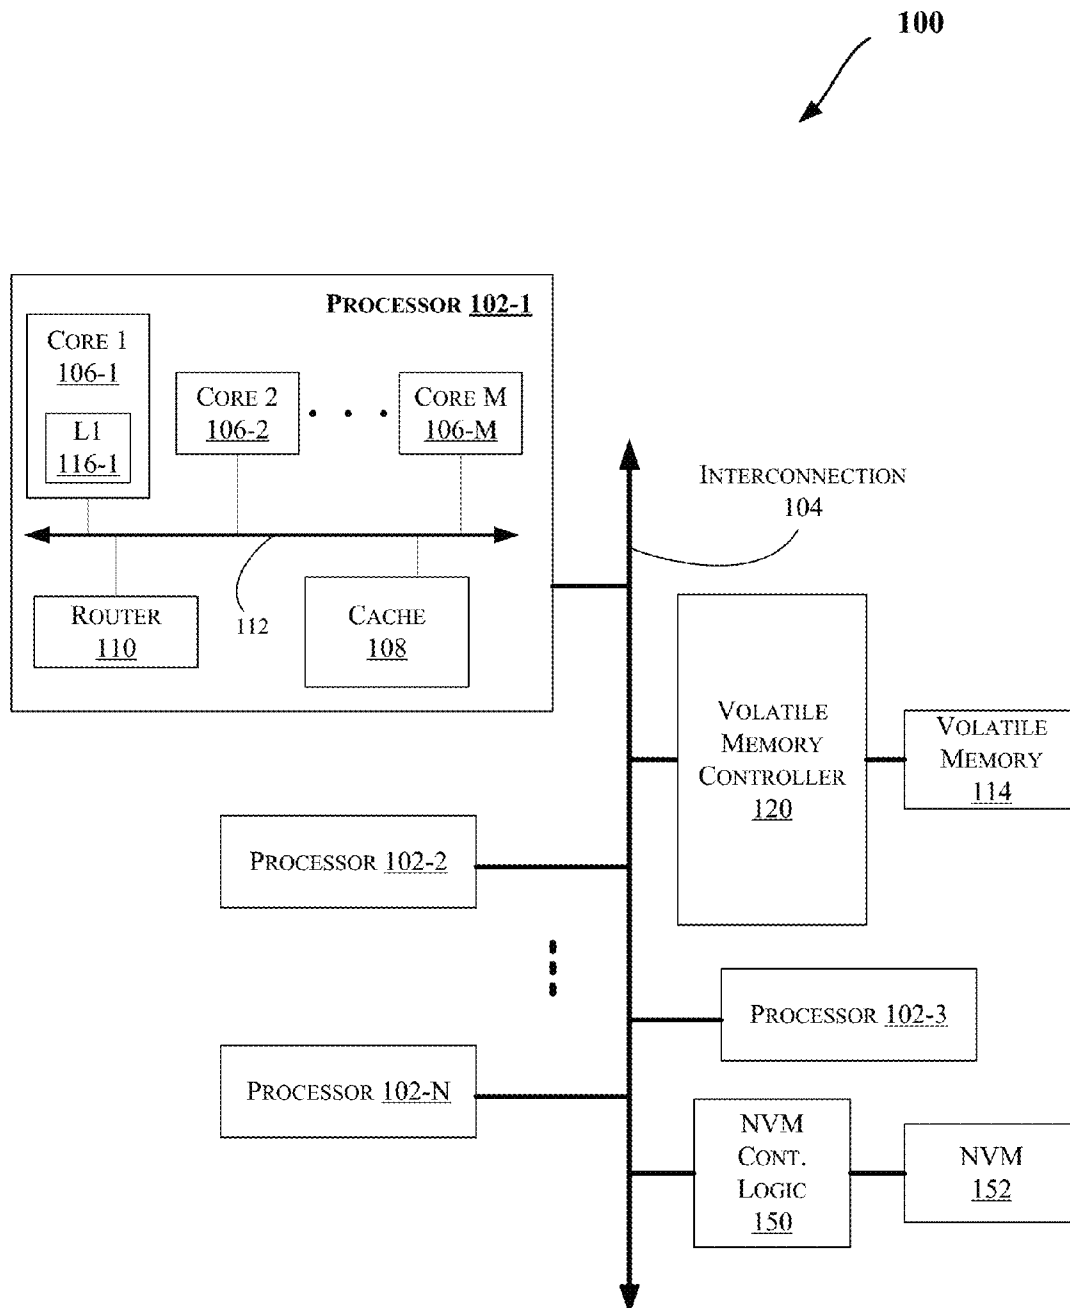 100
PROCESSOR 102-1
CORE 1
106-1
L1
116-1
CORE 2
106-2
CORE M
106-M
INTERCONNECTION
104
ROUTER
110
112
CACHE
108
VOLATILE
MEMORY
CONTROLLER
120
VOLATILE
MEMORY
114
PROCESSOR 102-2
PROCESSOR 102-3
PROCESSOR 102-N
NVM
CONT.
LOGIC
150
NVM
152